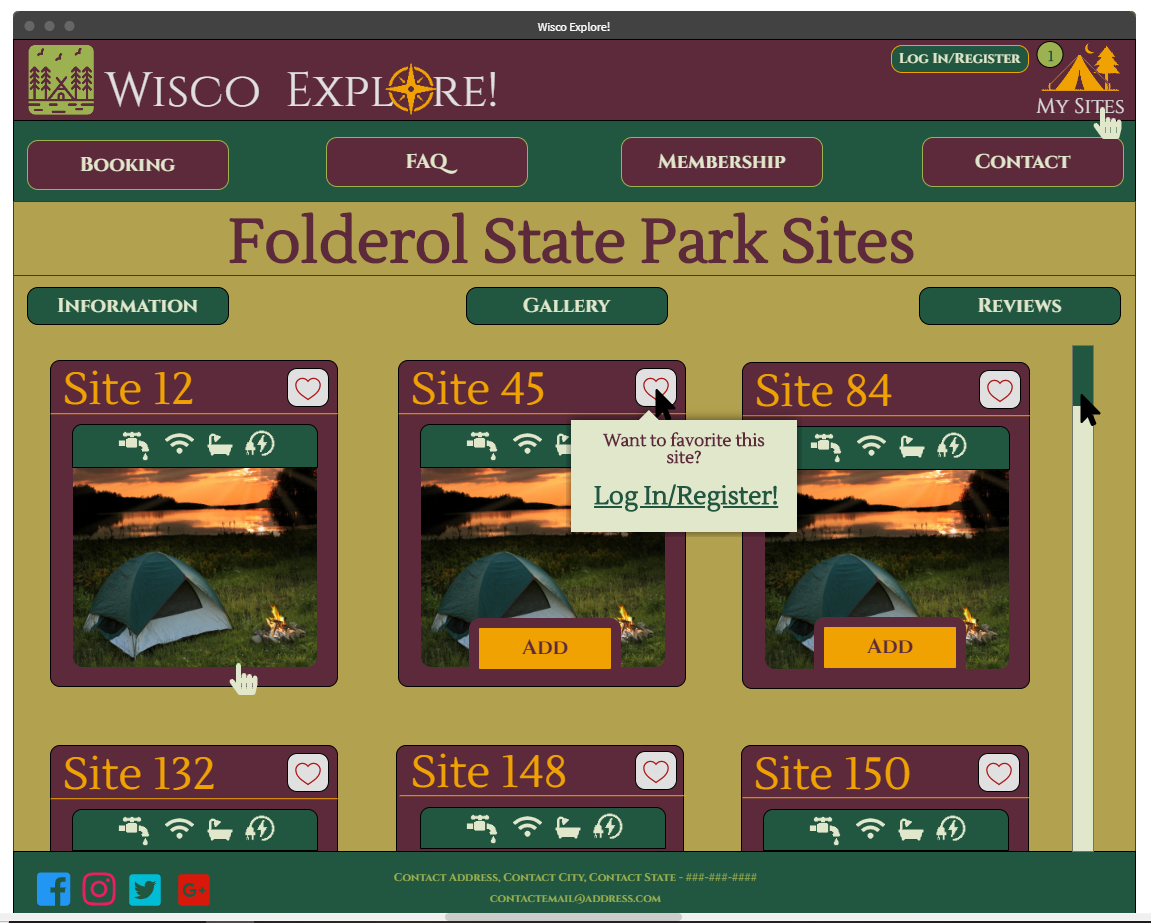 Wisco Explore!
Wisco Explore!
Log In/Register
1
My Sites
Booking
FAQ
Membership
Contact
Folderol State Park Sites
Information
Gallery
Reviews
Site 12
Site 45
Site 84
Want to favorite this
site?
Log In/Register!
Add
Add
Site 132
Site 148
Site 150
Contact Address, Contact City, Contact State - ###-###-####
contactemail@address.com
G+